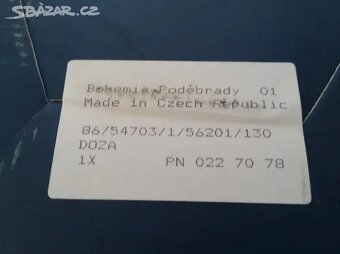 SBAZAR.CZ
Bohemia Poděbrady 01
Made in Czech Republic
86/54703/1/56201/130
DOZA
1X PN 022 70 78